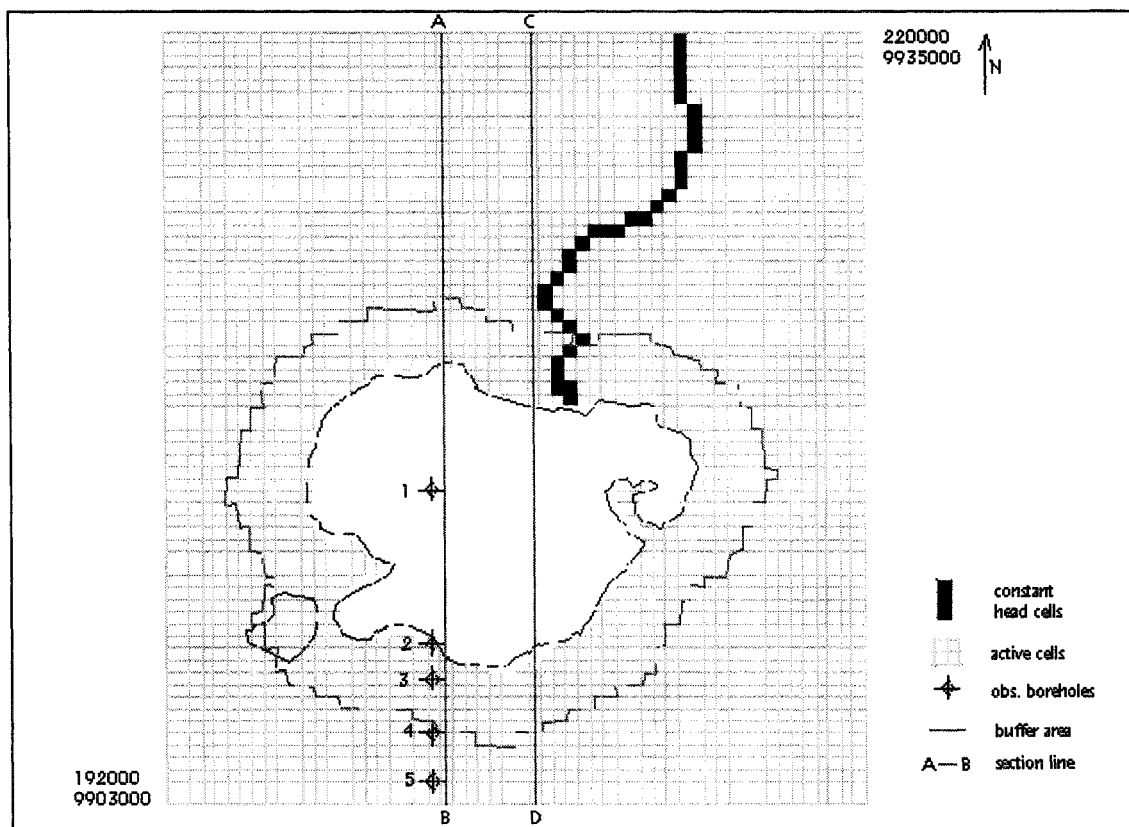 A
C
220000
9935000
N
1
2
3
4
5
192000
9903000
B
D
constant
head cells
active cells
obs. boreholes
buffer area
A—B section line